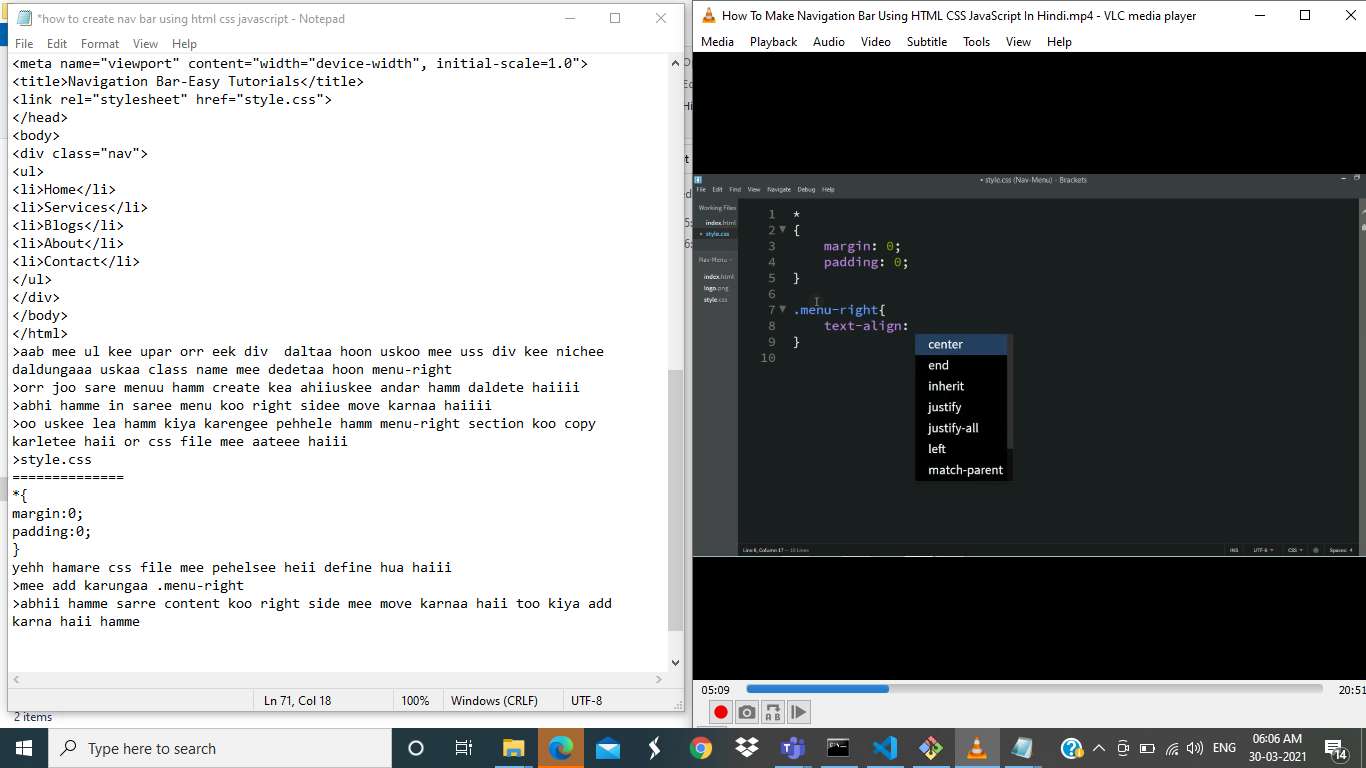 *how to create nav bar using html css javascript - Notepad
File Edit Format View Help
<meta name="viewport" content="width="device-width", initial-scale=1.0">
<title>Navigation Bar-Easy Tutorials</title>
<link rel="stylesheet" href="style.css">
</head>
<body>
<div class="nav">
<ul>
<li>Home</li>
<li>Services</li>
<li>Blogs</li>
<li>About</li>
<li>Contact</li>
</ul>
</div>
</body>
</html>
>aab mee ul kee upar orr eek div  daltaa hoon uskoo mee uss div kee nichee
daldungaaa uskaa class name mee dedetaa hoon menu-right
>orr joo sare menuu hamm create kea ahiiuskee andar hamm daldete haiiii
>abhi hamme in saree menu koo right sidee move karnaa haiiii
>oo uskee lea hamm kiya karengee pehhele hamm menu-right section koo copy
karletee haii or css file mee aateee haiii
>style.css
==============
*{
margin:0;
padding:0;
}
yehh hamare css file mee pehelsee heii define hua haiii
>mee add karungaa .menu-right
>abhii hamme sarre content koo right side mee move karnaa haii too kiya add
karna haii hamme
Ln 71, Col 18 100% Windows (CRLF) UTF-8
2 items
How To Make Navigation Bar Using HTML CSS JavaScript In Hindi.mp4 - VLC media player
Media Playback Audio Video Subtitle Tools View Help
• style.css (Nav-Menu) - Brackets
File Edit Find View Navigate Debug Help
Working Files
index.html
• style.css
Nav-Menu
index.html
logo.png
style.css
1 *
2 {
3 margin: 0;
4 padding: 0;
5 }
6
7 .menu-right{
8 text-align:
9 }
10
center
end
inherit
justify
justify-all
left
match-parent
Line 8, Column 17 — 10 Lines
INS UTF-8 CSS Spaces: 4
05:09 20:51
Type here to search
ENG
06:06 AM
30-03-2021
14